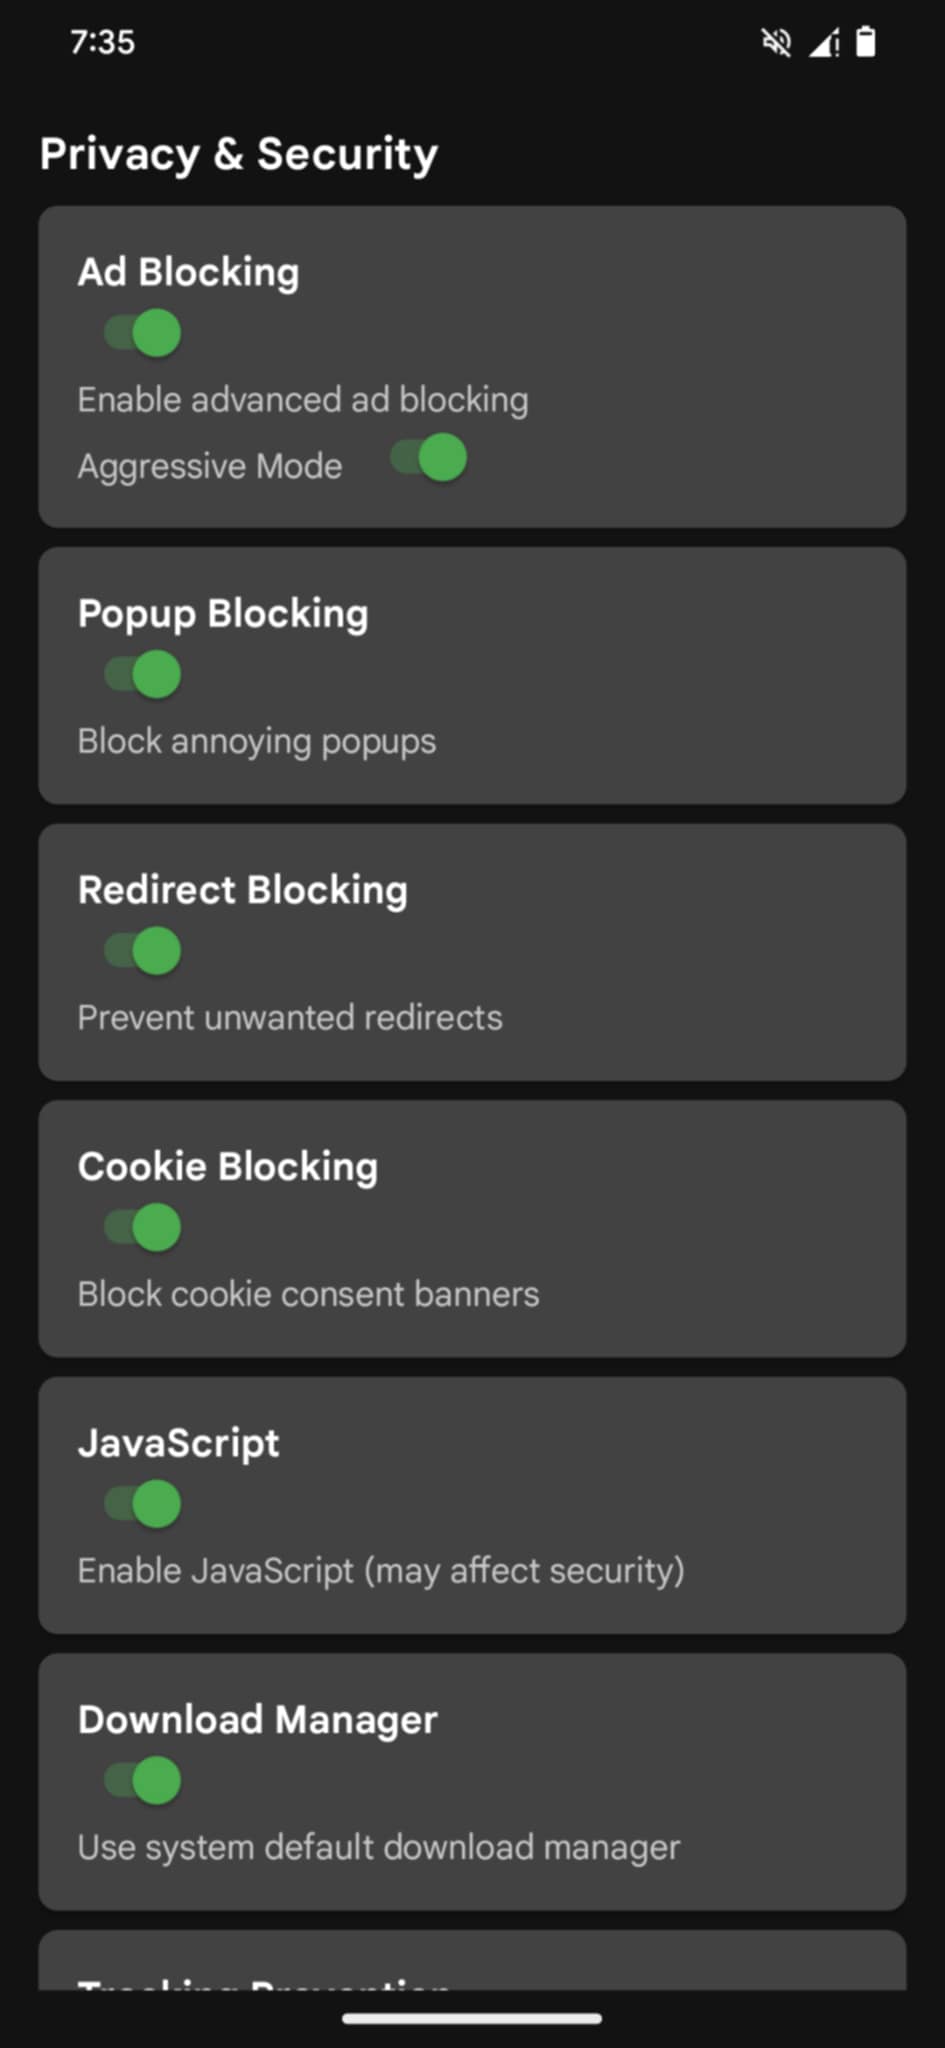 7:35
Privacy & Security
Ad Blocking
Enable advanced ad blocking
Aggressive Mode
Popup Blocking
Block annoying popups
Redirect Blocking
Prevent unwanted redirects
Cookie Blocking
Block cookie consent banners
JavaScript
Enable JavaScript (may affect security)
Download Manager
Use system default download manager
Tracking Prevention